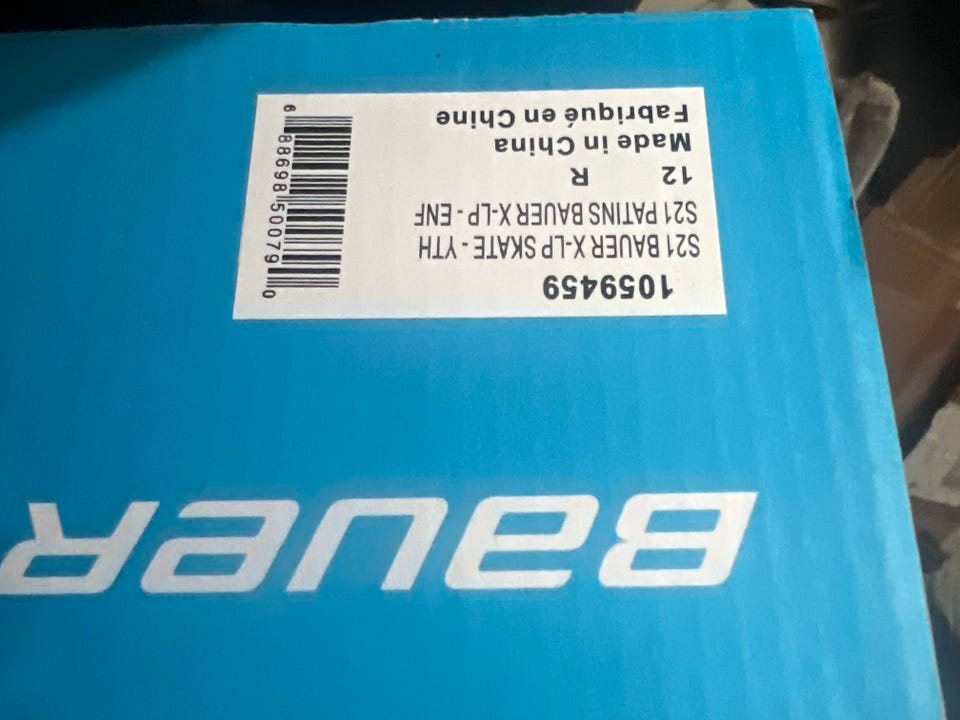 1059459
S21 BAUER X-LP SKATE - YTH
S21 PATINS BAUER X-LP - ENF
12 R
Made in China
Fabriqué en Chine
6 88698 50079 0
BAUER